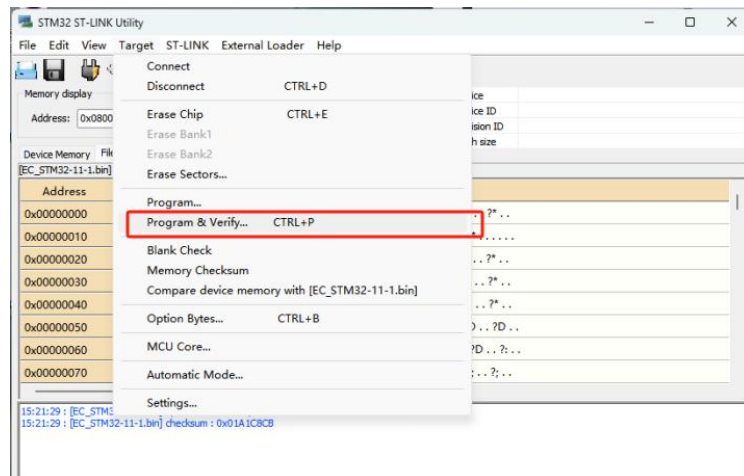 STM32 ST-LINK Utility
File Edit View Target ST-LINK External Loader Help
Connect
Memory display
Disconnect CTRL+D
Address: 0x0800
Erase Chip CTRL+E
Erase Bank1
Device Memory
Erase Bank2
[EC_STM32-11-1.bin]
Erase Sectors...
Address
Program...
0x00000000
Program & Verify... CTRL+P
0x00000010
Blank Check
0x00000020
Memory Checksum
0x00000030
Compare device memory with [EC_STM32-11-1.bin]
0x00000040
Option Bytes... CTRL+B
0x00000050
MCU Core...
0x00000060
0x00000070
Automatic Mode...
Settings...
15:21:29 : [EC_STM3
15:21:29 : [EC_STM32-11-1.bin] checksum : 0x01A1C8CB